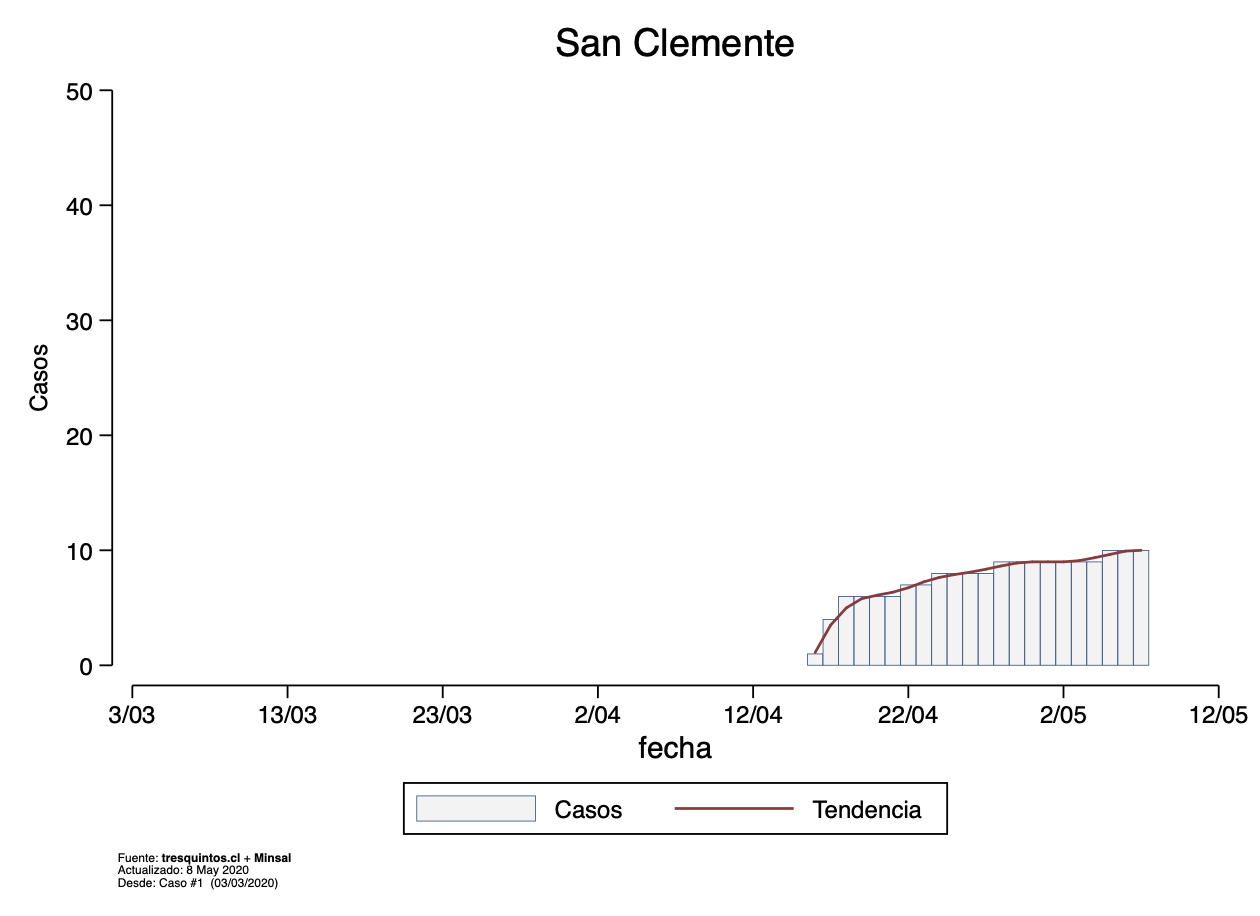 San Clemente
50
40
30
20
10
0
Casos
3/03 13/03 23/03 2/04 12/04 22/04 2/05 12/05
fecha
Casos Tendencia
Fuente: tresquintos.cl + Minsal
Actualizado: 8 May 2020
Desde: Caso #1 (03/03/2020)